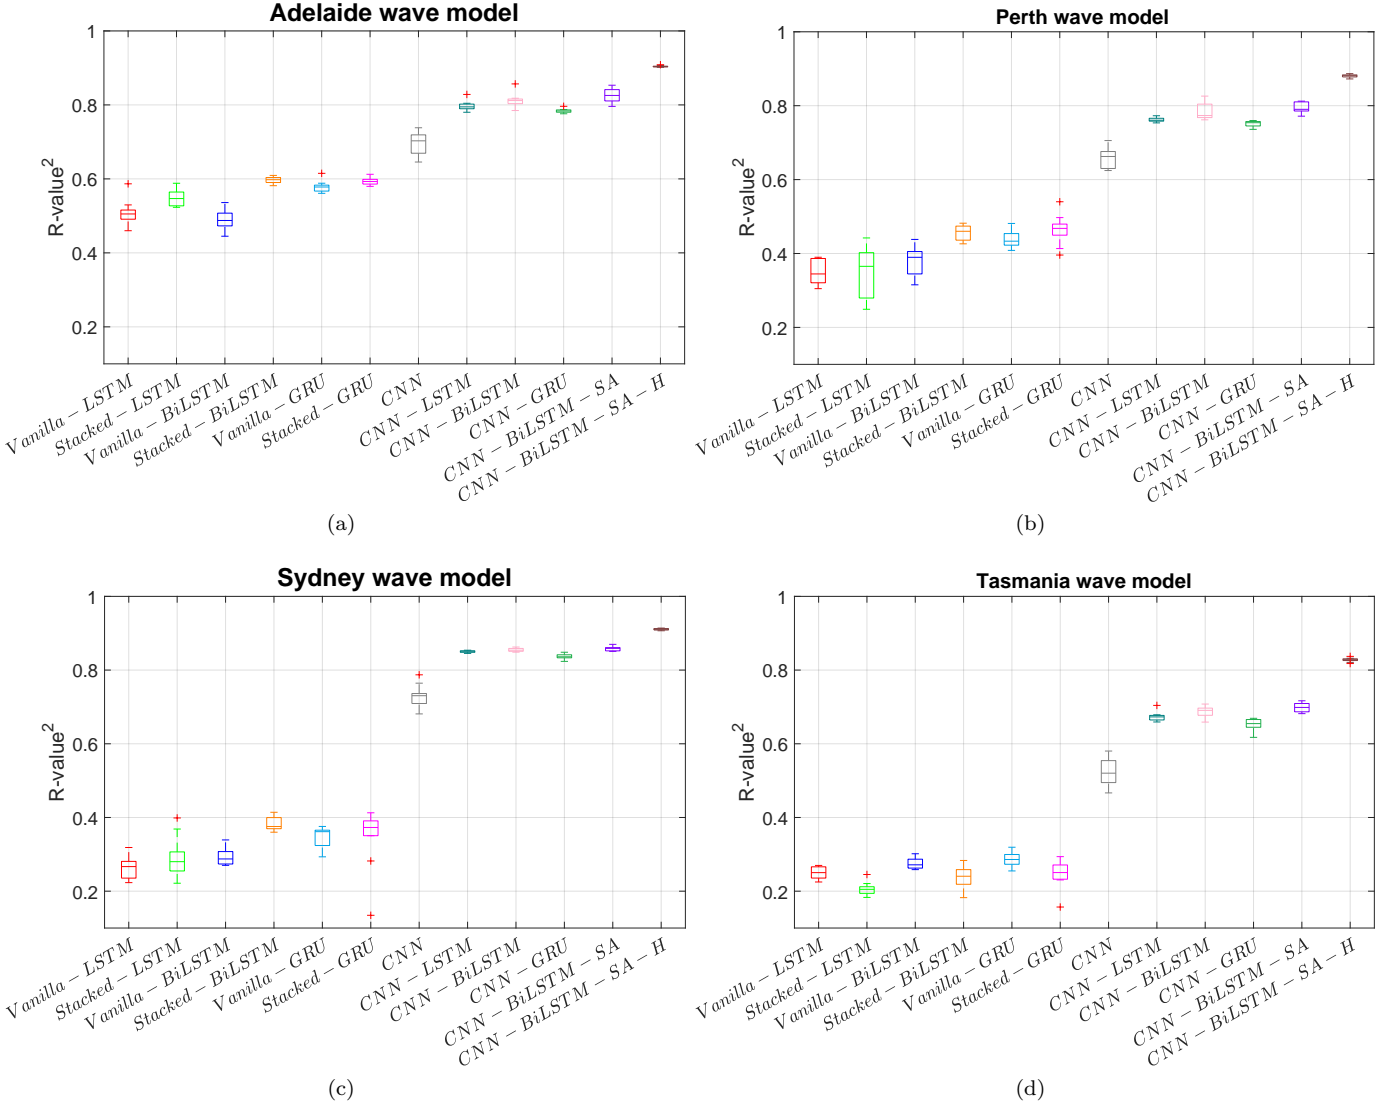 Adelaide wave model
1
0.8
0.6
0.4
0.2
R-value2
Vanilla-LSTM
Stacked-LSTM
Vanilla-BiLSTM
Stacked-BiLSTM
Vanilla-GRU
Stacked-GRU
CNN
CNN-LSTM
CNN-BiLSTM
CNN-GRU
CNN-BiLSTM-SA
CNN-BiLSTM-SA-H
(a)
Perth wave model
1
0.8
0.6
0.4
0.2
R-value2
Vanilla-LSTM
Stacked-LSTM
Vanilla-BiLSTM
Stacked-BiLSTM
Vanilla-GRU
Stacked-GRU
CNN
CNN-LSTM
CNN-BiLSTM
CNN-GRU
CNN-BiLSTM-SA
CNN-BiLSTM-SA-H
(b)
Sydney wave model
1
0.8
0.6
0.4
0.2
R-value2
Vanilla-LSTM
Stacked-LSTM
Vanilla-BiLSTM
Stacked-BiLSTM
Vanilla-GRU
Stacked-GRU
CNN
CNN-LSTM
CNN-BiLSTM
CNN-GRU
CNN-BiLSTM-SA
CNN-BiLSTM-SA-H
(c)
Tasmania wave model
1
0.8
0.6
0.4
0.2
R-value2
Vanilla-LSTM
Stacked-LSTM
Vanilla-BiLSTM
Stacked-BiLSTM
Vanilla-GRU
Stacked-GRU
CNN
CNN-LSTM
CNN-BiLSTM
CNN-GRU
CNN-BiLSTM-SA
CNN-BiLSTM-SA-H
(d)